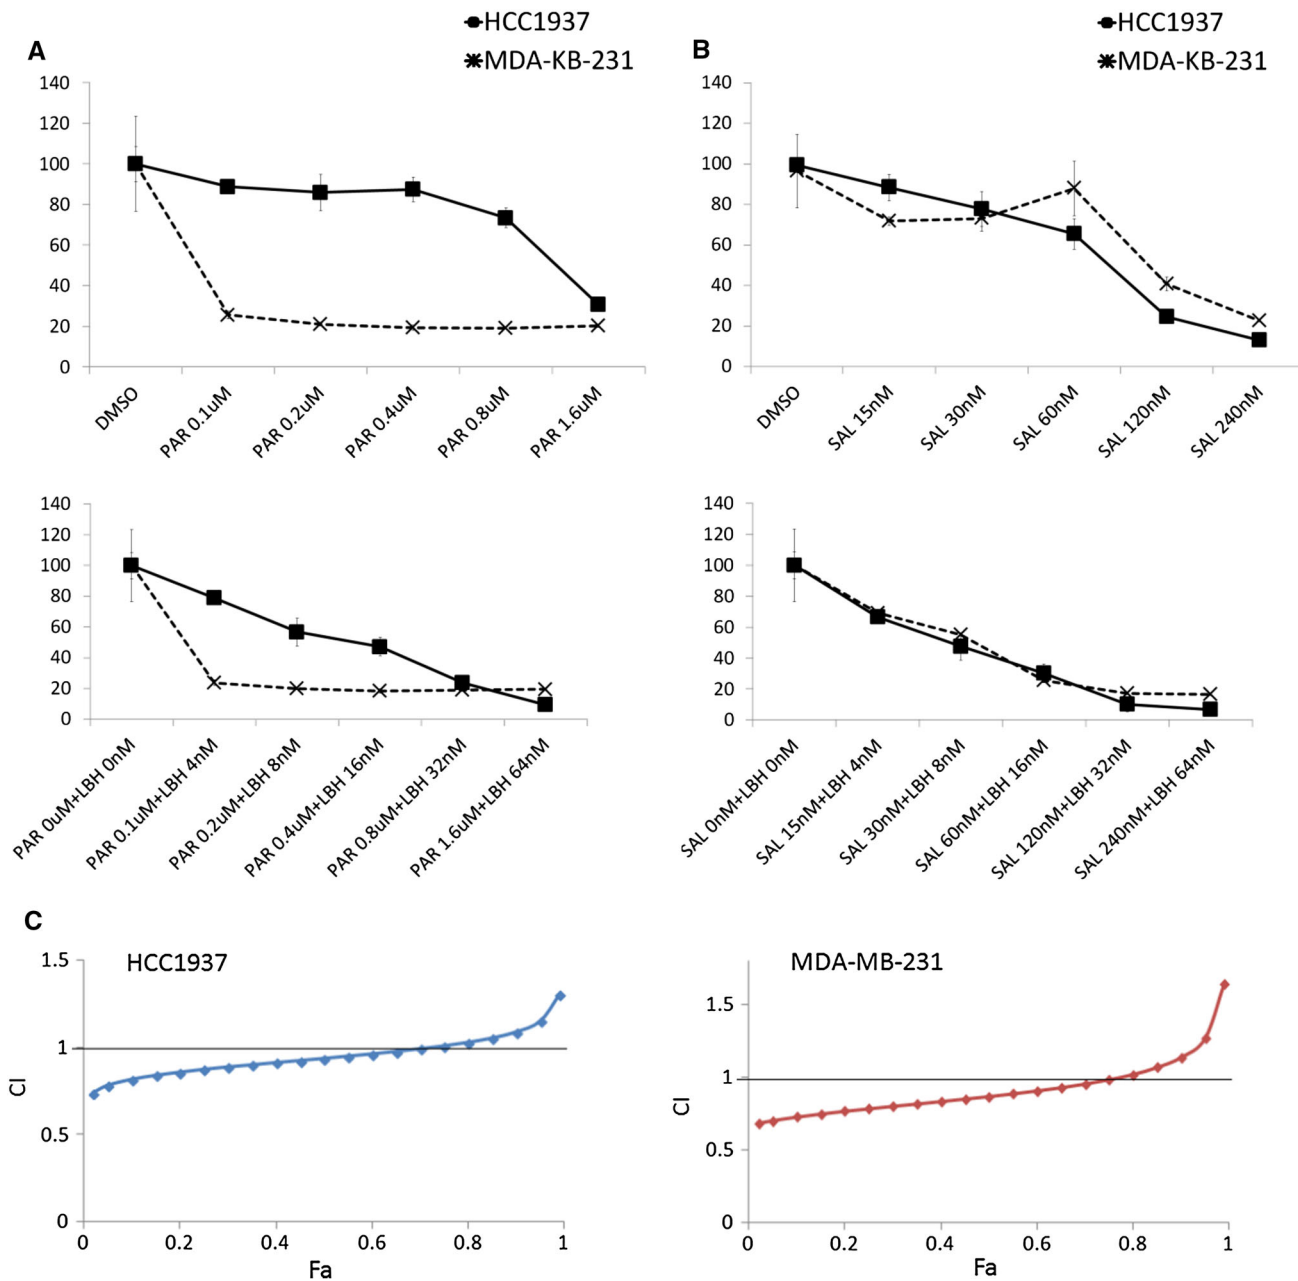 A
HCC1937
MDA-KB-231
140
120
100
80
60
40
20
0
DMSO
PAR 0.1uM
PAR 0.2uM
PAR 0.4uM
PAR 0.8uM
PAR 1.6uM
B
HCC1937
MDA-KB-231
140
120
100
80
60
40
20
0
DMSO
SAL 15nM
SAL 30nM
SAL 60nM
SAL 120nM
SAL 240nM
140
120
100
80
60
40
20
0
PAR 0uM+LBH 0nM
PAR 0.1uM+LBH 4nM
PAR 0.2uM+LBH 8nM
PAR 0.4uM+LBH 16nM
PAR 0.8uM+LBH 32nM
PAR 1.6uM+LBH 64nM
140
120
100
80
60
40
20
0
SAL 0nM+LBH 0nM
SAL 15nM+LBH 4nM
SAL 30nM+LBH 8nM
SAL 60nM+LBH 16nM
SAL 120nM+LBH 32nM
SAL 240nM+LBH 64nM
C
HCC1937
1.5
1
0.5
0
CI
0 0.2 0.4 0.6 0.8 1
Fa
MDA-MB-231
1.5
1
0.5
0
CI
0 0.2 0.4 0.6 0.8 1
Fa